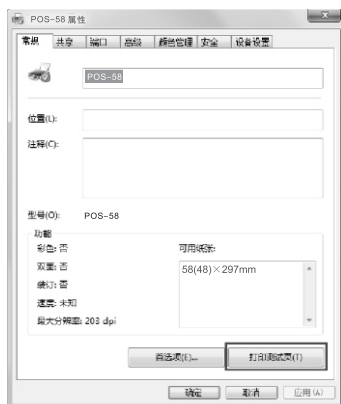 POS-58 属性
常规 共享 端口 高级 颜色管理 安全 设备设置
POS-58
位置(L):
注释(C):
型号(O): POS-58
功能
彩色: 否 可用纸张:
双面: 否 58(48)×297mm
装订: 否
速度: 未知
最大分辨率: 203 dpi
首选项(E)... 打印测试页(T)
确定 取消 应用(A)